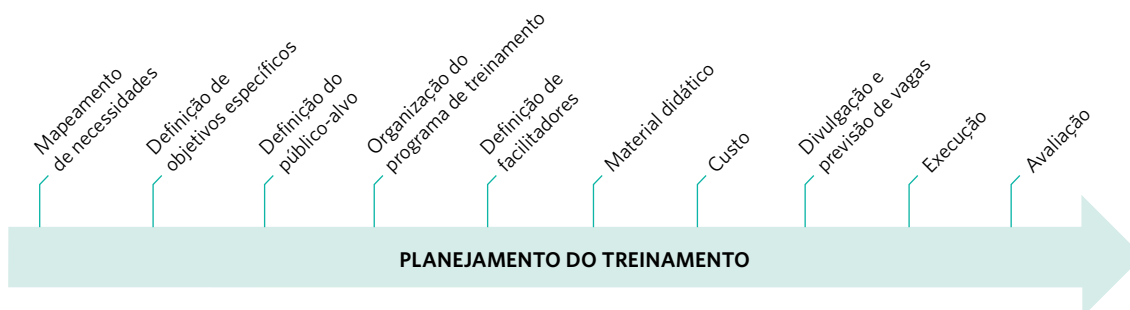 Mapeamento
de necessidades
Definição de
objetivos específicos
Definição do
público-alvo
Organização do
programa de treinamento
Definição de
facilitadores
Material didático
Custo
Divulgação e
previsão de vagas
Execução
Avaliação
PLANEJAMENTO DO TREINAMENTO